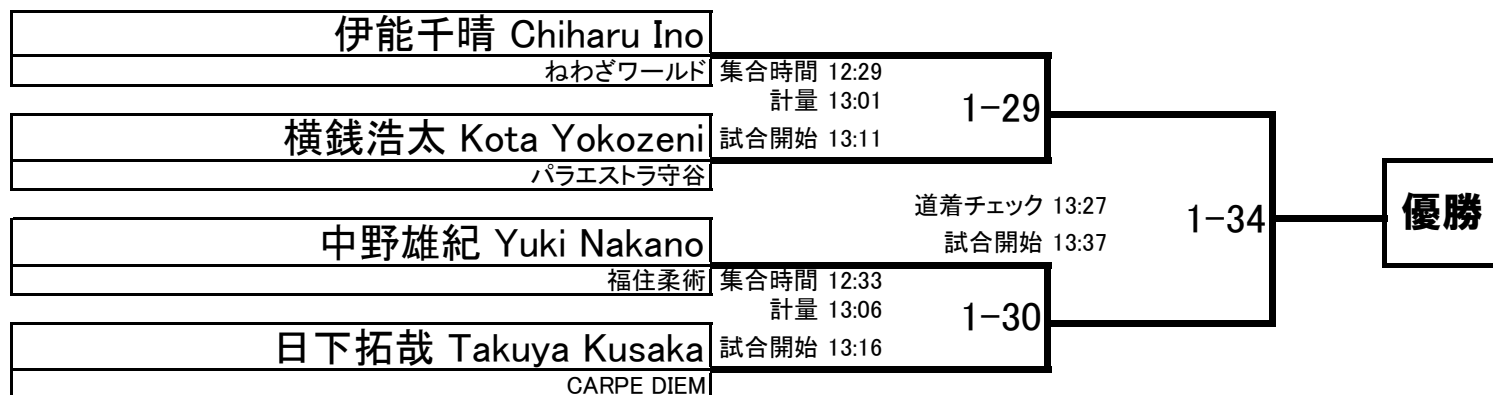 伊能千晴 Chiharu Ino
ねわざワールド
集合時間 12:29
計量 13:01
1-29
横銭浩太 Kota Yokozeni
試合開始 13:11
パラエストラ守谷
道着チェック 13:27
1-34
優勝
試合開始 13:37
中野雄紀 Yuki Nakano
福住柔術
集合時間 12:33
計量 13:06
1-30
日下拓哉 Takuya Kusaka
試合開始 13:16
CARPE DIEM